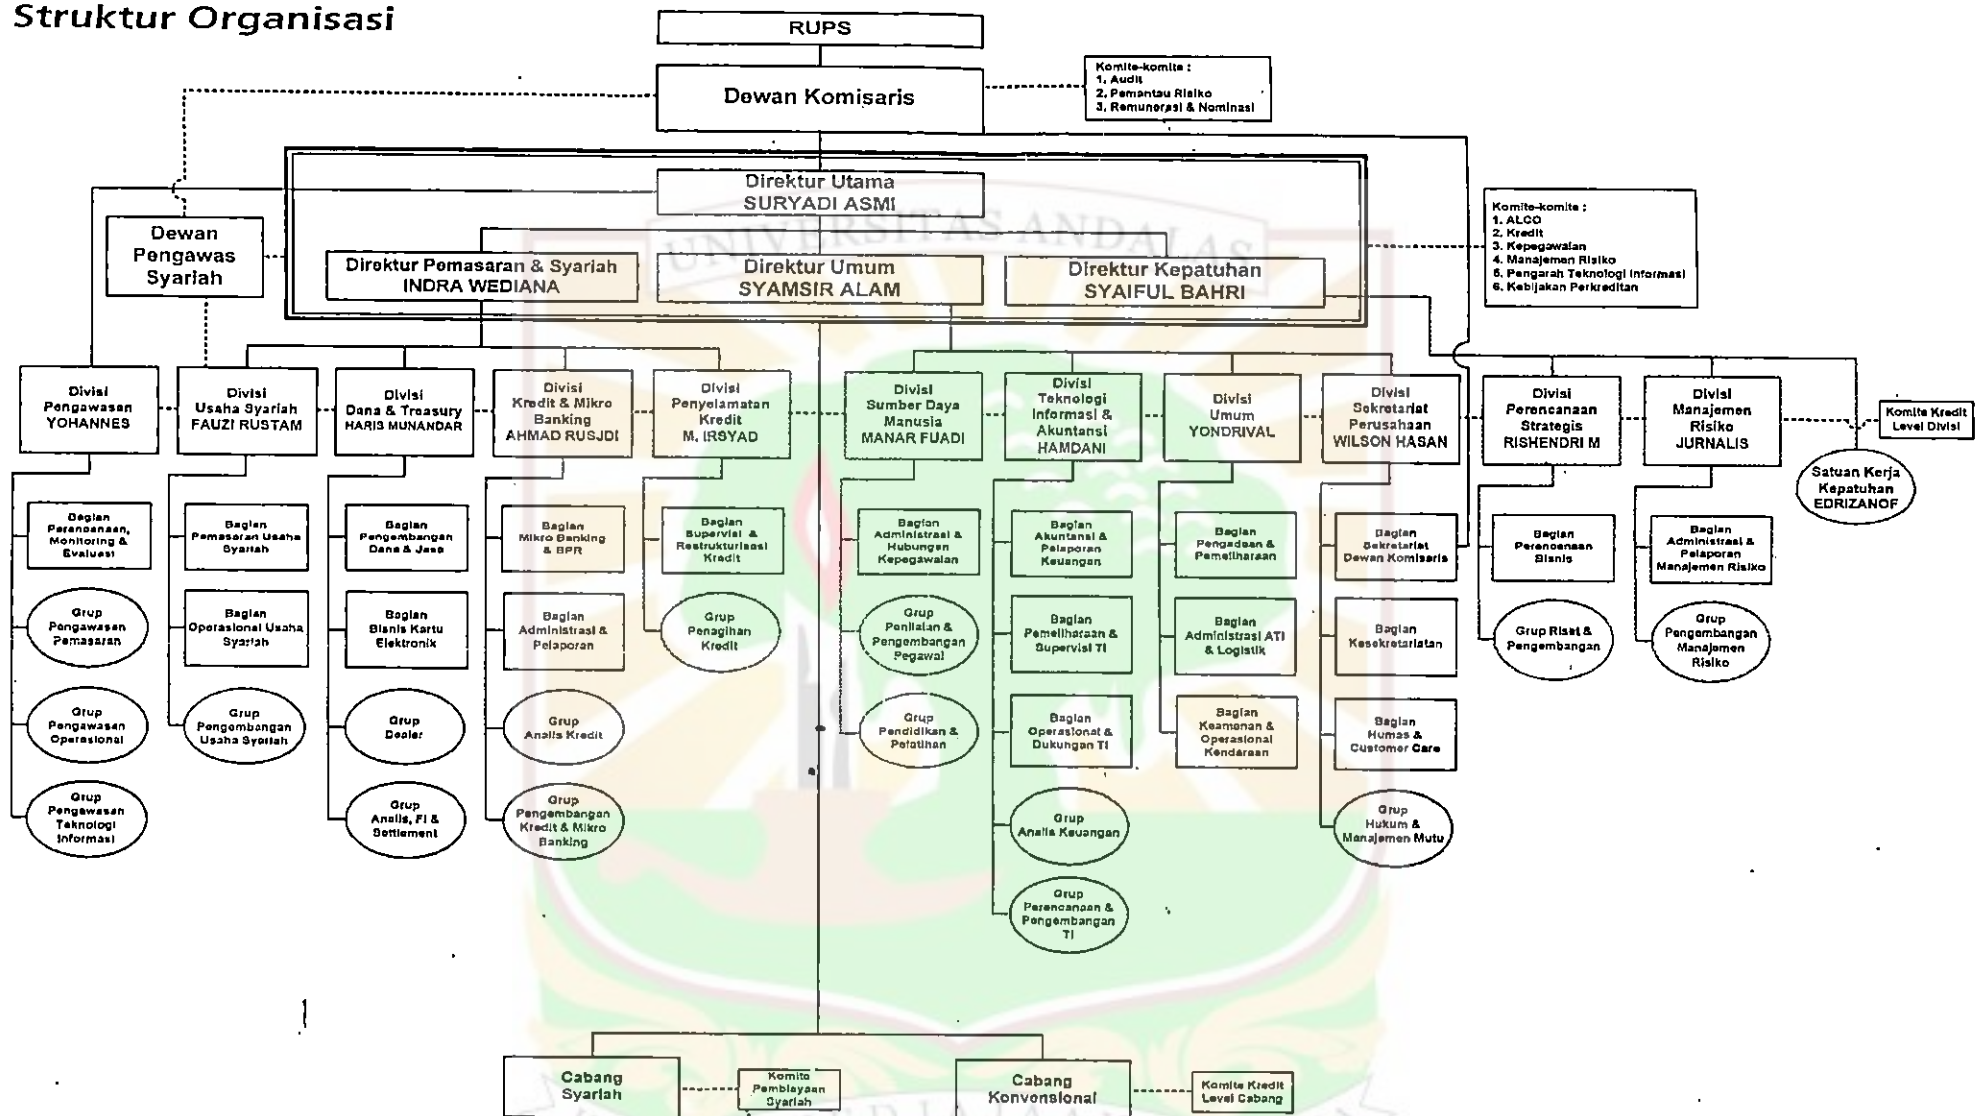 Struktur Organisasi
RUPS
Dewan Komisaris
Komite-komite :
1. Audit
2. Pemantau Risiko
3. Remunerasi & Nominasi
Direktur Utama
SURYADI ASMI
UNIVERSITAS ANDALAS
Dewan
Pengawas
Syariah
Direktur Pemasaran & Syariah
INDRA WEDIANA
Direktur Umum
SYAMSIR ALAM
Direktur Kepatuhan
SYAIFUL BAHRI
Komite-komite :
1. ALCO
2. Kredit
3. Kepegawaian
4. Manajemen Risiko
5. Pengarah Teknologi Informasi
6. Kebijakan Perkreditan
Divisi
Pengawasan
YOHANNES
Divisi
Usaha Syariah
FAUZI RUSTAM
Divisi
Dana & Treasury
HARIS MUNANDAR
Divisi
Kredit & Mikro
Banking
AHMAD RUSJDI
Divisi
Penyelamatan
Kredit
M. IRSYAD
Divisi
Sumber Daya
Manusia
MANAR FUADI
Divisi
Teknologi
Informasi &
Akuntansi
HAMDANI
Divisi
Umum
YONDRIVAL
Divisi
Sekretariat
Perusahaan
WILSON HASAN
Divisi
Perencanaan
Strategis
RISHENDRI M
Divisi
Manajemen
Risiko
JURNALIS
Komite Kredit
Level Divisi
Satuan Kerja
Kepatuhan
EDRIZANOF
Bagian
Perencanaan,
Monitoring &
Evaluasi
Bagian
Pemasaran Usaha
Syariah
Bagian
Pengembangan
Dana & Jasa
Bagian
Mikro Banking
& BPR
Bagian
Supervisi &
Restrukturisasi
Kredit
Bagian
Administrasi &
Hubungan
Kepegawaian
Bagian
Akuntansi &
Pelaporan
Keuangan
Bagian
Pengadaan &
Pemeliharaan
Bagian
Sekretariat
Dewan Komisaris
Bagian
Perencanaan
Bisnis
Bagian
Administrasi &
Pelaporan
Manajemen Risiko
Grup
Pengawasan
Pemasaran
Bagian
Operasional Usaha
Syariah
Bagian
Bisnis Kartu
Elektronik
Bagian
Administrasi &
Pelaporan
Grup
Penagihan
Kredit
Grup
Penilaian &
Pengembangan
Pegawai
Bagian
Pemeliharaan &
Supervisi TI
Bagian
Administrasi ATI
& Logistik
Bagian
Kesekretariatan
Grup Riset &
Pengembangan
Grup
Pengembangan
Manajemen
Risiko
Grup
Pengawasan
Operasional
Grup
Pengembangan
Usaha Syariah
Grup
Dealer
Grup
Analis Kredit
Grup
Pendidikan &
Pelatihan
Bagian
Operasional &
Dukungan TI
Bagian
Keamanan &
Operasional
Kendaraan
Bagian
Humas &
Customer Care
Grup
Pengawasan
Teknologi
Informasi
Grup
Analis, FI &
Settlement
Grup
Pengembangan
Kredit & Mikro
Banking
Grup
Analis Keuangan
Grup
Hukum &
Manajemen Mutu
Grup
Perencanaan &
Pengembangan
TI
Cabang
Syariah
Komite
Pembiayaan
Syariah
Cabang
Konvensional
Komite Kredit
Level Cabang